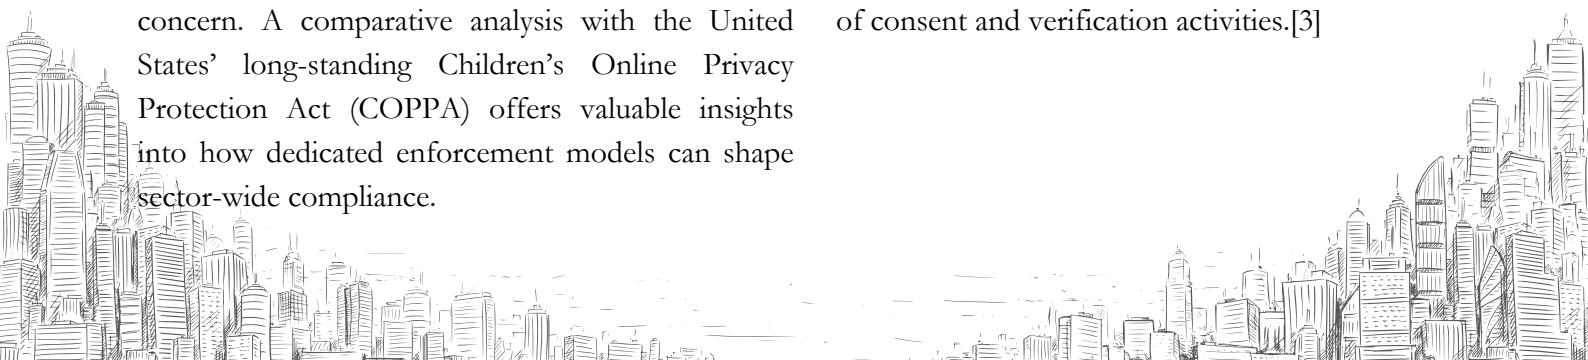 concern. A comparative analysis with the United
States’ long-standing Children’s Online Privacy
Protection Act (COPPA) offers valuable insights
into how dedicated enforcement models can shape
sector-wide compliance.
of consent and verification activities.[3]